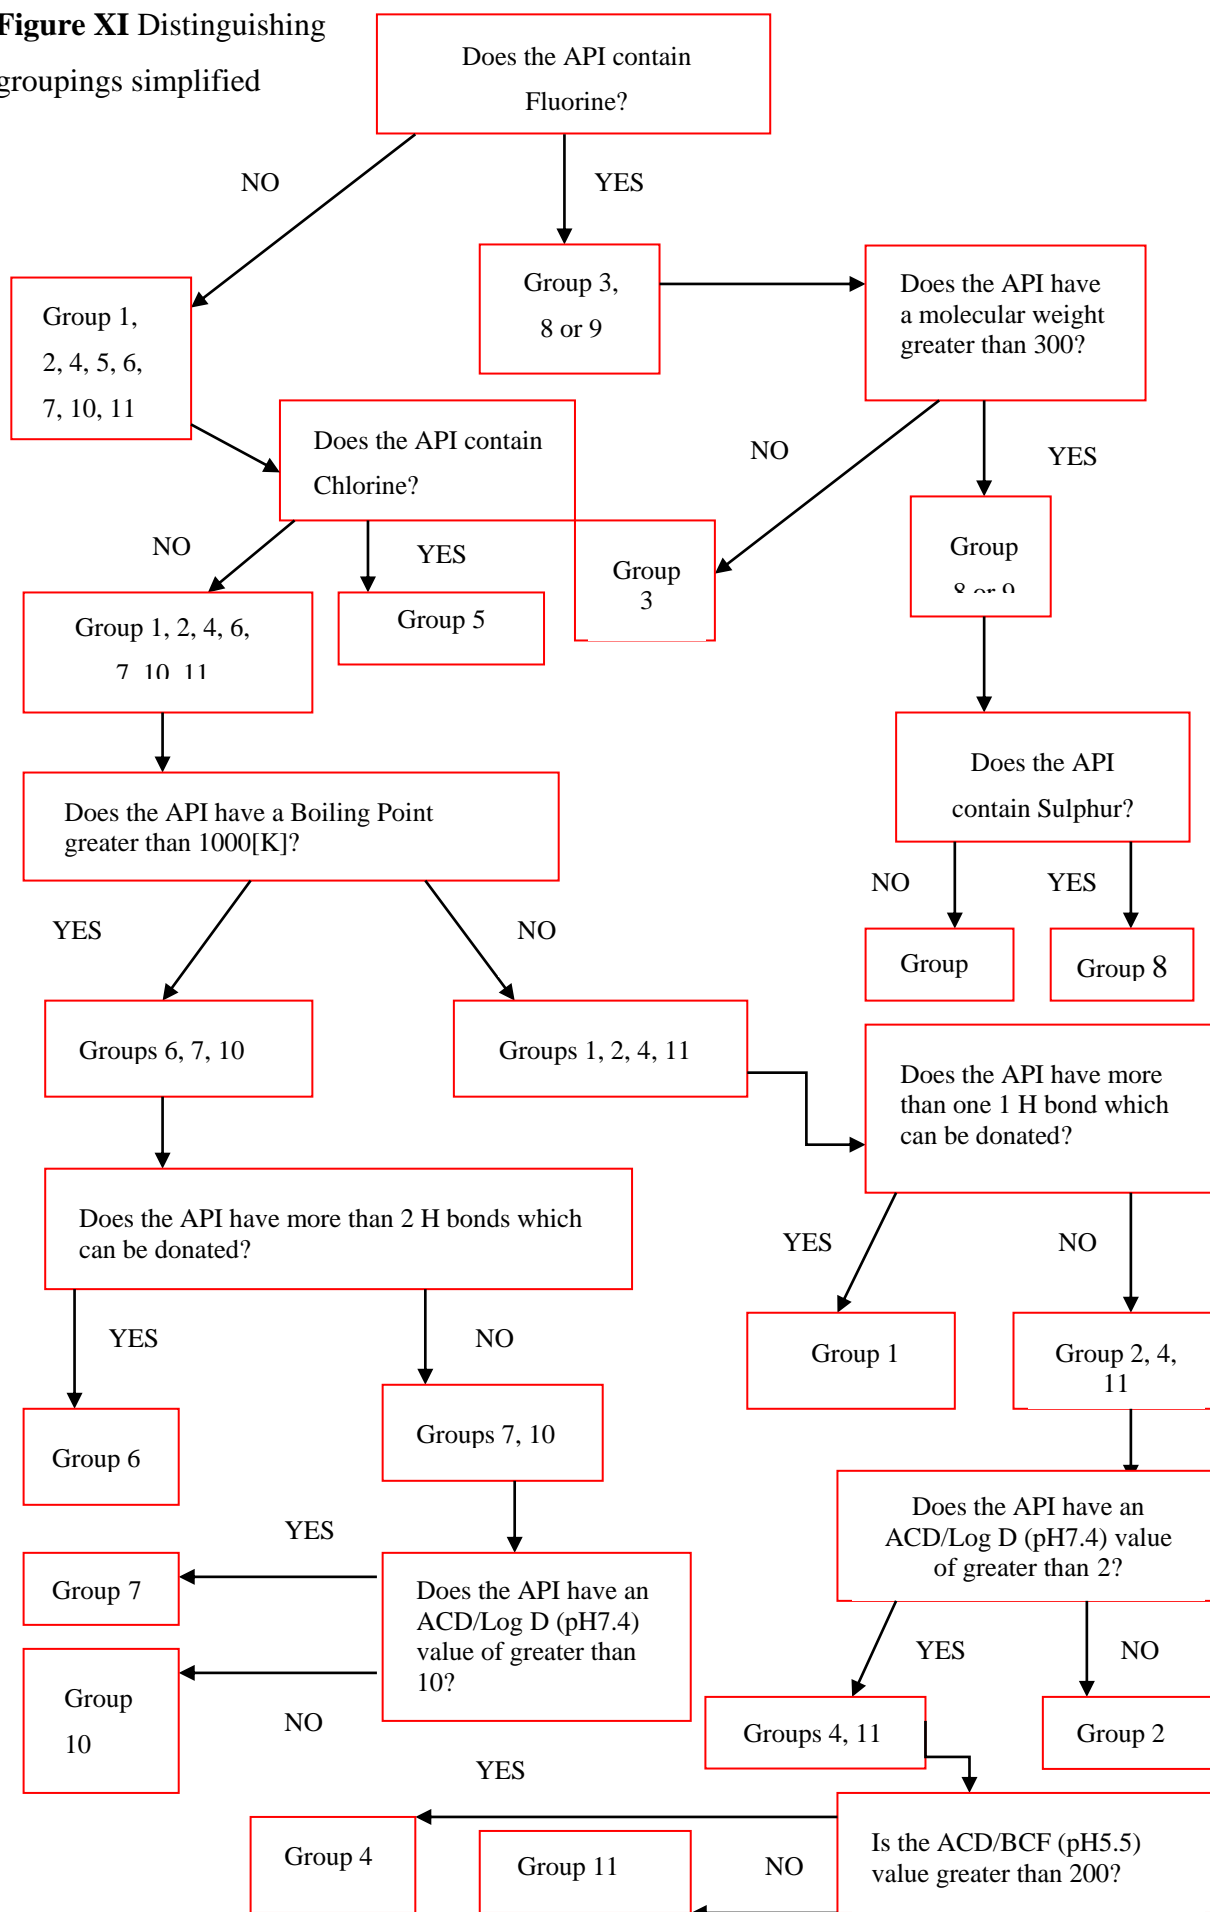 Figure XI Distinguishing
groupings simplified
Does the API contain
Fluorine?
NO
YES
Group 1,
2, 4, 5, 6,
7, 10, 11
Group 3,
8 or 9
Does the API have
a molecular weight
greater than 300?
Does the API contain
Chlorine?
NO
YES
NO
YES
Group
3
Group
8 or 9
Group 1, 2, 4, 6,
7, 10, 11
Group 5
Does the API
contain Sulphur?
Does the API have a Boiling Point
greater than 1000[K]?
NO
YES
YES
NO
Group
Group 8
Groups 6, 7, 10
Groups 1, 2, 4, 11
Does the API have more
than one 1 H bond which
can be donated?
Does the API have more than 2 H bonds which
can be donated?
YES
NO
YES
NO
Group 1
Group 2, 4,
11
Group 6
Groups 7, 10
Does the API have an
ACD/Log D (pH7.4) value
of greater than 2?
YES
Group 7
Does the API have an
ACD/Log D (pH7.4)
value of greater than
10?
YES
NO
Group
10
NO
Groups 4, 11
Group 2
YES
Group 4
Group 11
NO
Is the ACD/BCF (pH5.5)
value greater than 200?